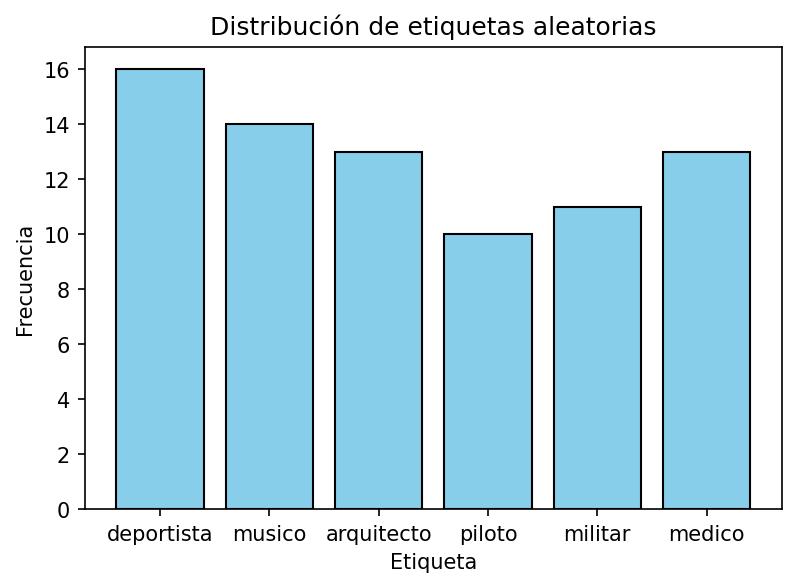 Distribución de etiquetas aleatorias
Frecuencia
16
14
12
10
8
6
4
2
0
deportista musico arquitecto piloto militar medico
Etiqueta